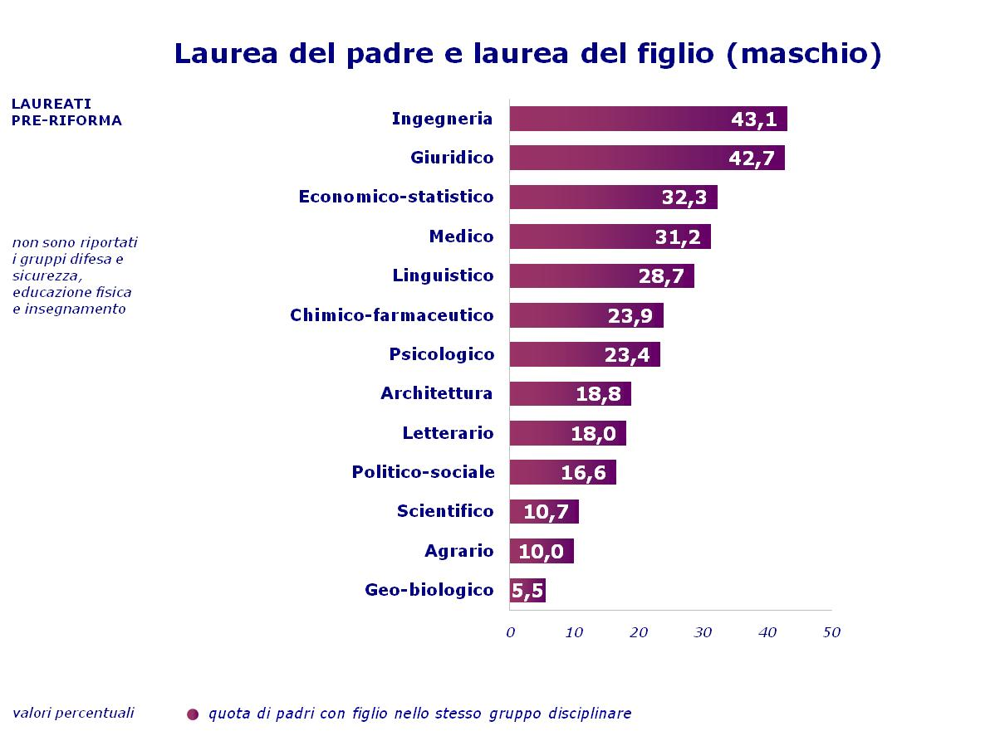 Laurea del padre e laurea del figlio (maschio)
LAUREATI
PRE-RIFORMA
non sono riportati
i gruppi difesa e
sicurezza,
educazione fisica
e insegnamento
Ingegneria 43,1
Giuridico 42,7
Economico-statistico 32,3
Medico 31,2
Linguistico 28,7
Chimico-farmaceutico 23,9
Psicologico 23,4
Architettura 18,8
Letterario 18,0
Politico-sociale 16,6
Scientifico 10,7
Agrario 10,0
Geo-biologico 5,5
0 10 20 30 40 50
valori percentuali
quota di padri con figlio nello stesso gruppo disciplinare